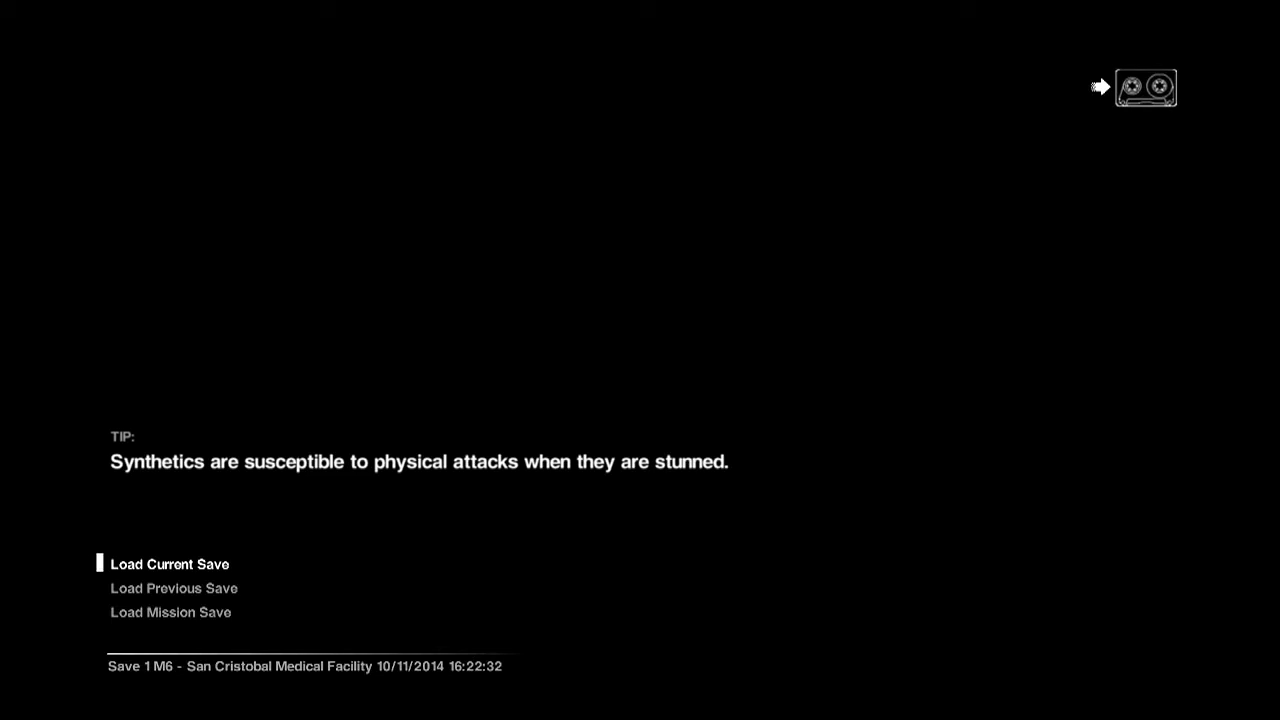 TIP:
Synthetics are susceptible to physical attacks when they are stunned.
Load Current Save
Load Previous Save
Load Mission Save
Save 1 M6 - San Cristobal Medical Facility 10/11/2014 16:22:32